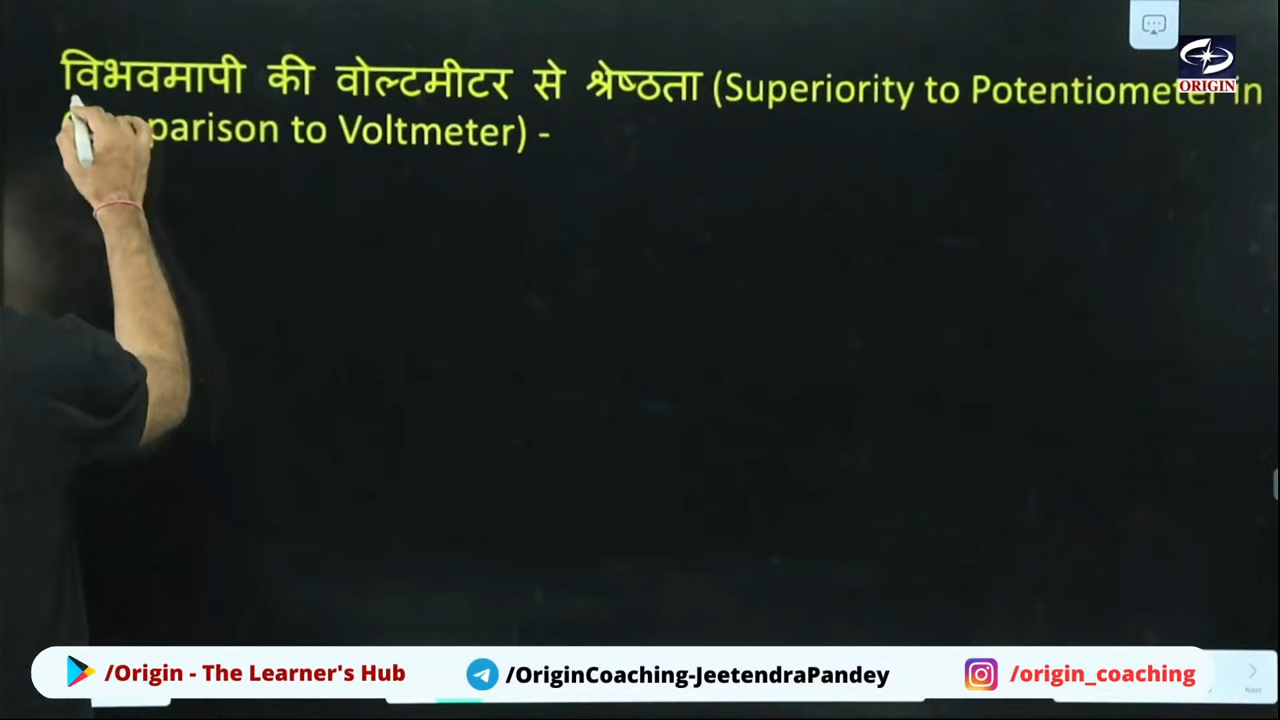 विभवमापी की वोल्टमीटर से श्रेष्ठता (Superiority to Potentiometer in
parison to Voltmeter) -
ORIGIN
/Origin - The Learner's Hub
/OriginCoaching-JeetendraPandey
/origin_coaching
Next